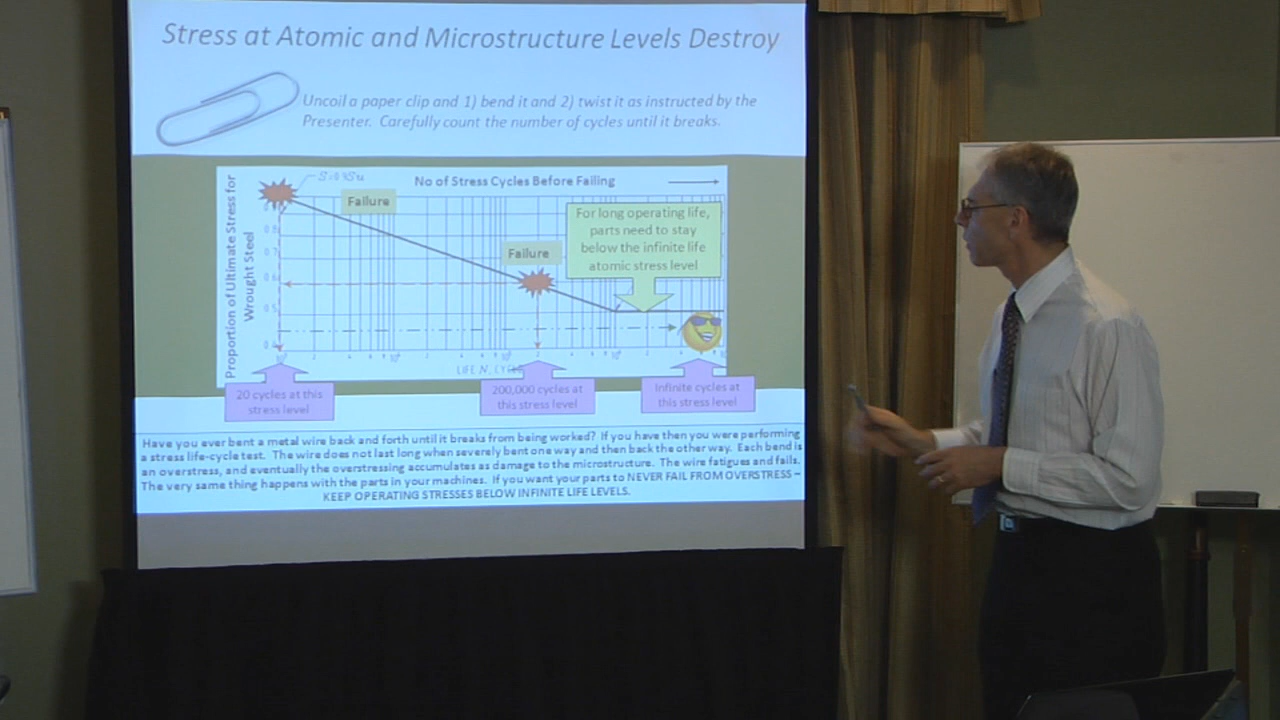 Stress at Atomic and Microstructure Levels Destroy
Uncoil a paper clip and 1) bend it and 2) twist it as instructed by the
Presenter. Carefully count the number of cycles until it breaks.
No of Stress Cycles Before Failing
Failure
Failure
For long operating life,
parts need to stay
below the infinite life
atomic stress level
Proportion of Ultimate Stress for
Wrought Steel
20 cycles at this
stress level
200,000 cycles at
this stress level
Infinite cycles at
this stress level
Have you ever bent a metal wire back and forth until it breaks from being worked? If you have then you were performing
a stress life-cycle test. The wire does not last long when severely bent one way and then back the other way. Each bend is
an overstress, and eventually the overstressing accumulates as damage to the microstructure. The wire fatigues and fails.
The very same thing happens with the parts in your machines. If you want your parts to NEVER FAIL FROM OVERSTRESS –
KEEP OPERATING STRESSES BELOW INFINITE LIFE LEVELS.